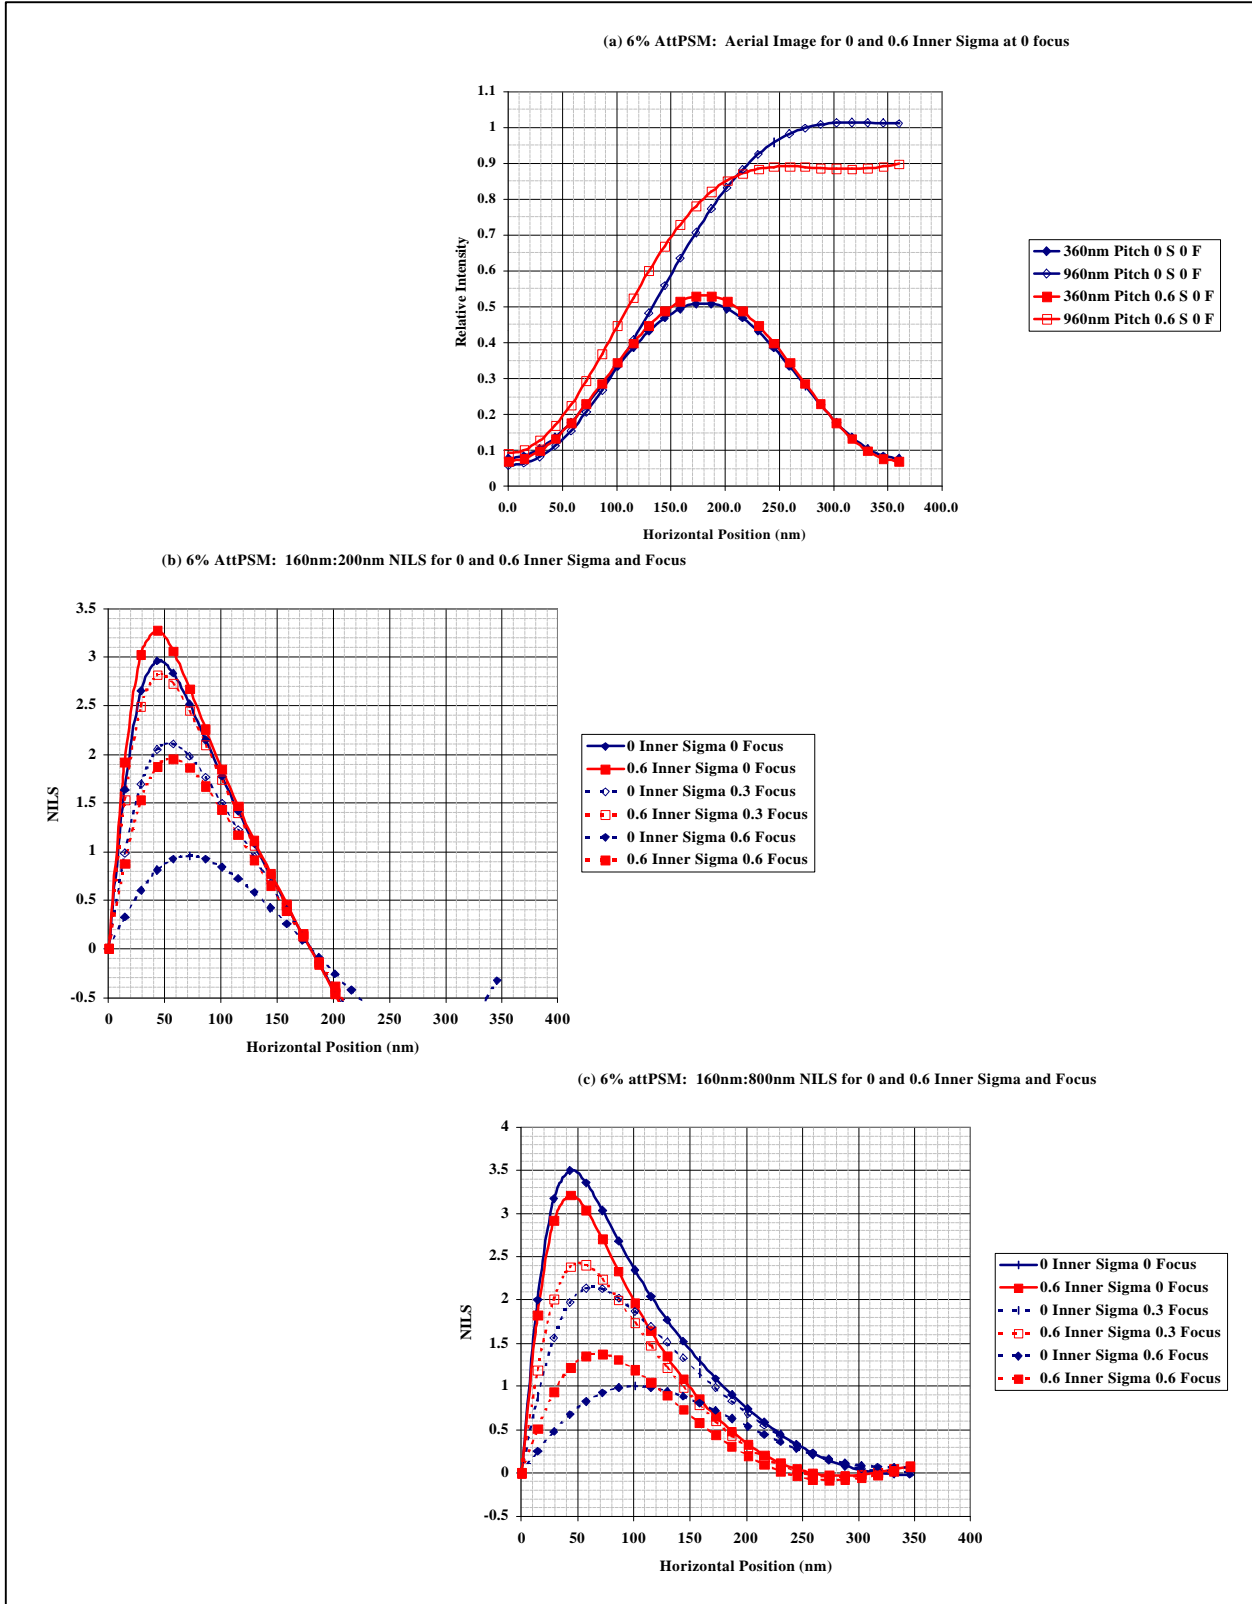 (a) 6% AttPSM: Aerial Image for 0 and 0.6 Inner Sigma at 0 focus
1.1
1
0.9
0.8
0.7
0.6
0.5
0.4
0.3
0.2
0.1
0
Relative Intensity
0.0
50.0
100.0
150.0
200.0
250.0
300.0
350.0
400.0
Horizontal Position (nm)
360nm Pitch 0 S 0 F
960nm Pitch 0 S 0 F
360nm Pitch 0.6 S 0 F
960nm Pitch 0.6 S 0 F
(b) 6% AttPSM: 160nm:200nm NILS for 0 and 0.6 Inner Sigma and Focus
3.5
3
2.5
2
1.5
1
0.5
0
-0.5
NILS
0
50
100
150
200
250
300
350
400
Horizontal Position (nm)
0 Inner Sigma 0 Focus
0.6 Inner Sigma 0 Focus
0 Inner Sigma 0.3 Focus
0.6 Inner Sigma 0.3 Focus
0 Inner Sigma 0.6 Focus
0.6 Inner Sigma 0.6 Focus
(c) 6% attPSM: 160nm:800nm NILS for 0 and 0.6 Inner Sigma and Focus
4
3.5
3
2.5
2
1.5
1
0.5
0
-0.5
NILS
0
50
100
150
200
250
300
350
400
Horizontal Position (nm)
0 Inner Sigma 0 Focus
0.6 Inner Sigma 0 Focus
0 Inner Sigma 0.3 Focus
0.6 Inner Sigma 0.3 Focus
0 Inner Sigma 0.6 Focus
0.6 Inner Sigma 0.6 Focus